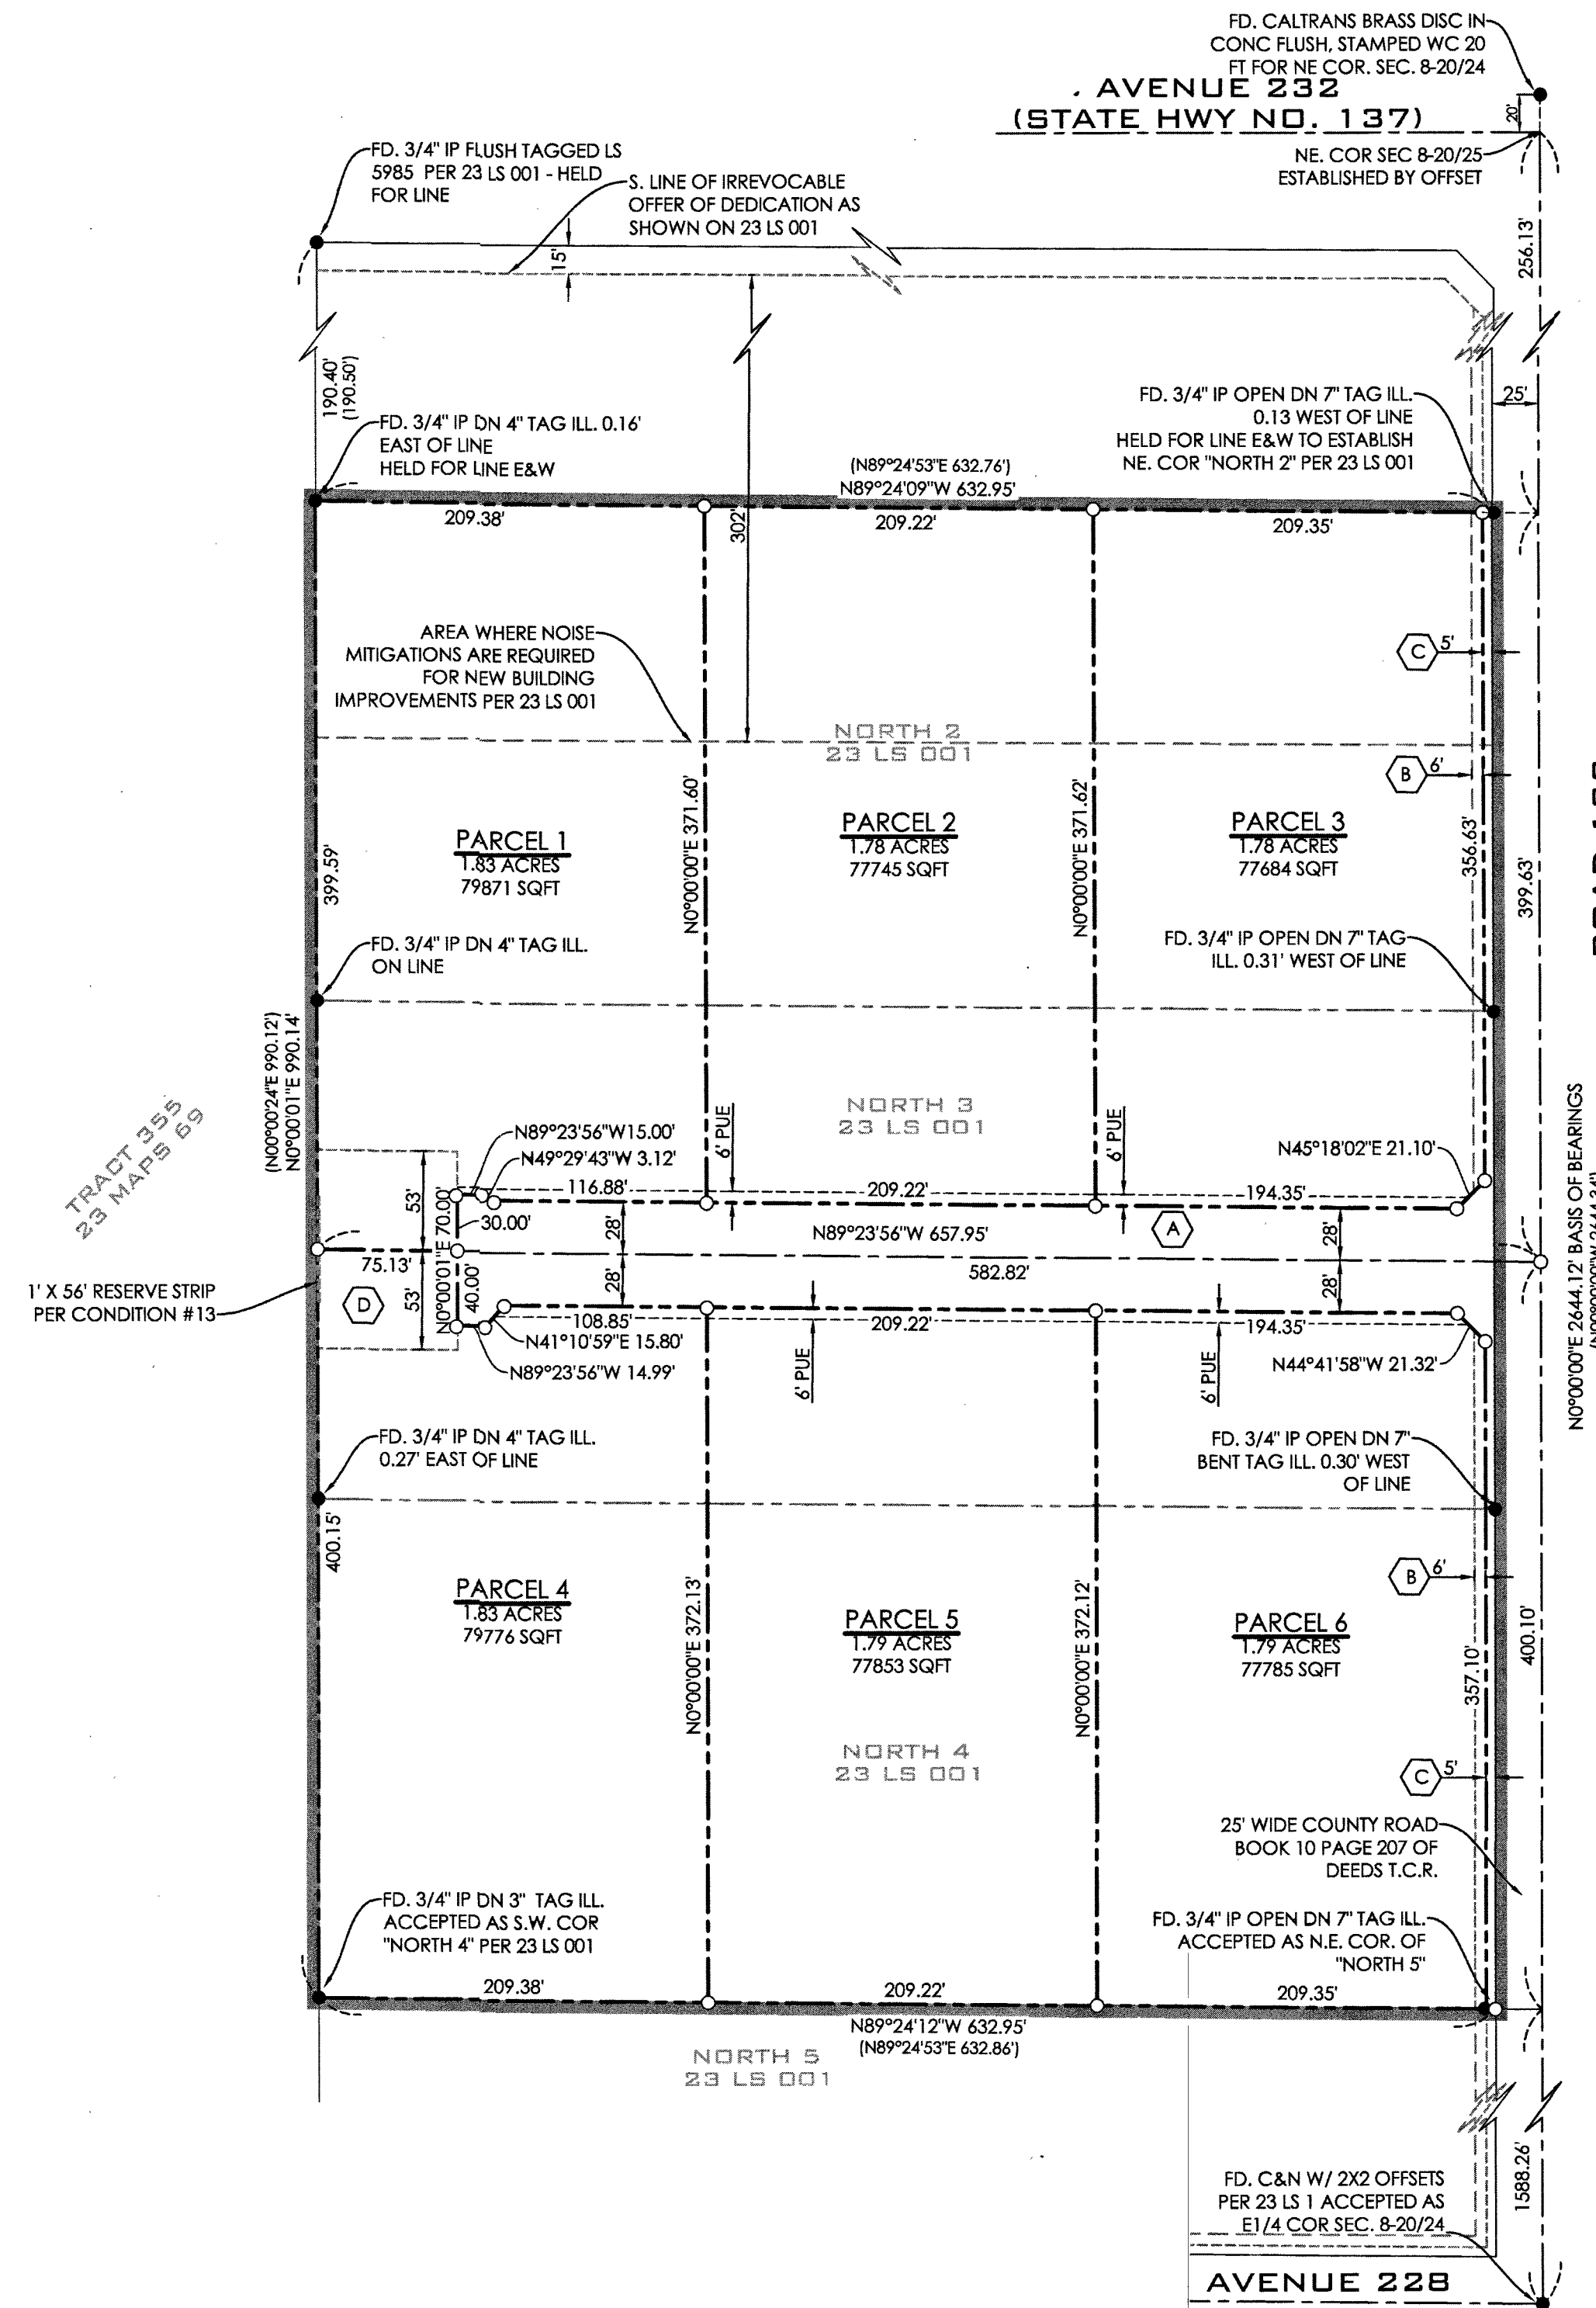 FD. CALTRANS BRASS DISC IN
CONC FLUSH, STAMPED WC 20
FT FOR NE COR. SEC. 8-20/24
AVENUE 232
(STATE HWY NO. 137)
20'
NE. COR SEC 8-20/25
ESTABLISHED BY OFFSET
FD. 3/4" IP FLUSH TAGGED LS
5985 PER 23 LS 001 - HELD
FOR LINE
S. LINE OF IRREVOCABLE
OFFER OF DEDICATION AS
SHOWN ON 23 LS 001
15'
256.13'
190.40'
(190.50')
FD. 3/4" IP DN 4" TAG ILL. 0.16'
EAST OF LINE
HELD FOR LINE E&W
FD. 3/4" IP OPEN DN 7" TAG ILL.
0.13 WEST OF LINE
HELD FOR LINE E&W TO ESTABLISH
NE. COR "NORTH 2" PER 23 LS 001
25'
(N89°24'53"E 632.76')
N89°24'09"W 632.95'
209.38'
302'
209.22'
209.35'
AREA WHERE NOISE
MITIGATIONS ARE REQUIRED
FOR NEW BUILDING
IMPROVEMENTS PER 23 LS 001
C 5'
NORTH 2
23 LS 001
B 6'
N0°00'00"E 371.60'
N0°00'00"E 371.62'
356.63'
399.63'
399.59'
PARCEL 1
1.83 ACRES
79871 SQFT
PARCEL 2
1.78 ACRES
77745 SQFT
PARCEL 3
1.78 ACRES
77684 SQFT
FD. 3/4" IP DN 4" TAG ILL.
ON LINE
FD. 3/4" IP OPEN DN 7" TAG
ILL. 0.31' WEST OF LINE
(N00°00'24"E 990.12')
N0°00'01"E 990.14'
TRACT 355
23 MAPS 69
NORTH 3
23 LS 001
N89°23'56"W 15.00'
N49°29'43"W 3.12'
6' PUE
6' PUE
N45°18'02"E 21.10'
N0°00'00"E 2644.12' BASIS OF BEARINGS
53'
N0°00'01"E 70.00'
116.88'
209.22'
194.35'
30.00'
28'
N89°23'56"W 657.95'
A
28'
75.13'
582.82'
1' X 56' RESERVE STRIP
PER CONDITION #13
D
53'
40.00'
28'
28'
108.85'
209.22'
194.35'
N41°10'59"E 15.80'
N89°23'56"W 14.99'
6' PUE
6' PUE
N44°41'58"W 21.32'
FD. 3/4" IP DN 4" TAG ILL.
0.27' EAST OF LINE
FD. 3/4" IP OPEN DN 7"
BENT TAG ILL. 0.30' WEST
OF LINE
400.15'
B 6'
N0°00'00"E 372.13'
N0°00'00"E 372.12'
357.10'
400.10'
PARCEL 4
1.83 ACRES
79776 SQFT
PARCEL 5
1.79 ACRES
77853 SQFT
PARCEL 6
1.79 ACRES
77785 SQFT
NORTH 4
23 LS 001
C 5'
25' WIDE COUNTY ROAD
BOOK 10 PAGE 207 OF
DEEDS T.C.R.
FD. 3/4" IP DN 3" TAG ILL.
ACCEPTED AS S.W. COR
"NORTH 4" PER 23 LS 001
FD. 3/4" IP OPEN DN 7" TAG ILL.
ACCEPTED AS N.E. COR. OF
"NORTH 5"
209.38'
209.22'
209.35'
N89°24'12"W 632.95'
(N89°24'53"E 632.86')
NORTH 5
23 LS 001
1588.26'
FD. C&N W/ 2X2 OFFSETS
PER 23 LS 1 ACCEPTED AS
E1/4 COR SEC. 8-20/24
AVENUE 228